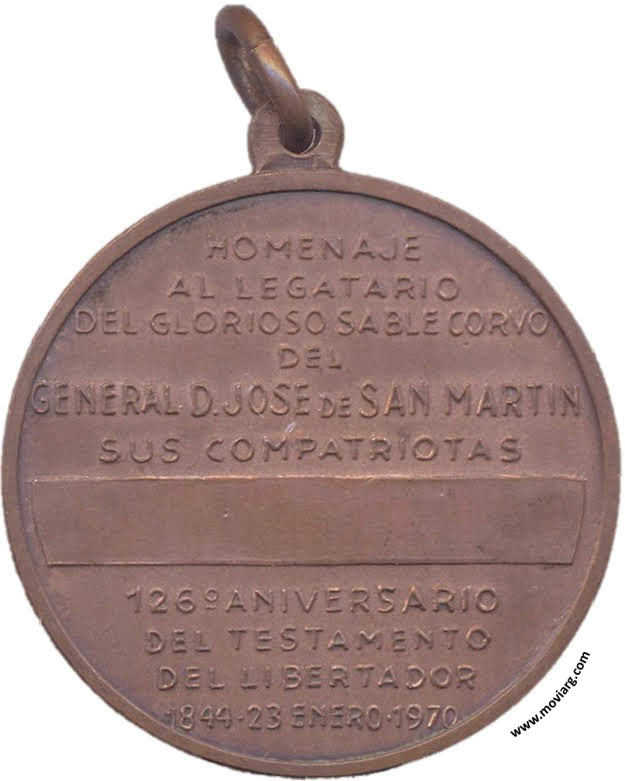 HOMENAJE
AL LEGATARIO
DEL GLORIOSO SABLE CORVO
DEL
GENERAL D. JOSE DE SAN MARTIN
SUS COMPATRIOTAS
126º ANIVERSARIO
DEL TESTAMENTO
DEL LIBERTADOR
1844·23 ENERO·1970
www.moviarg.com